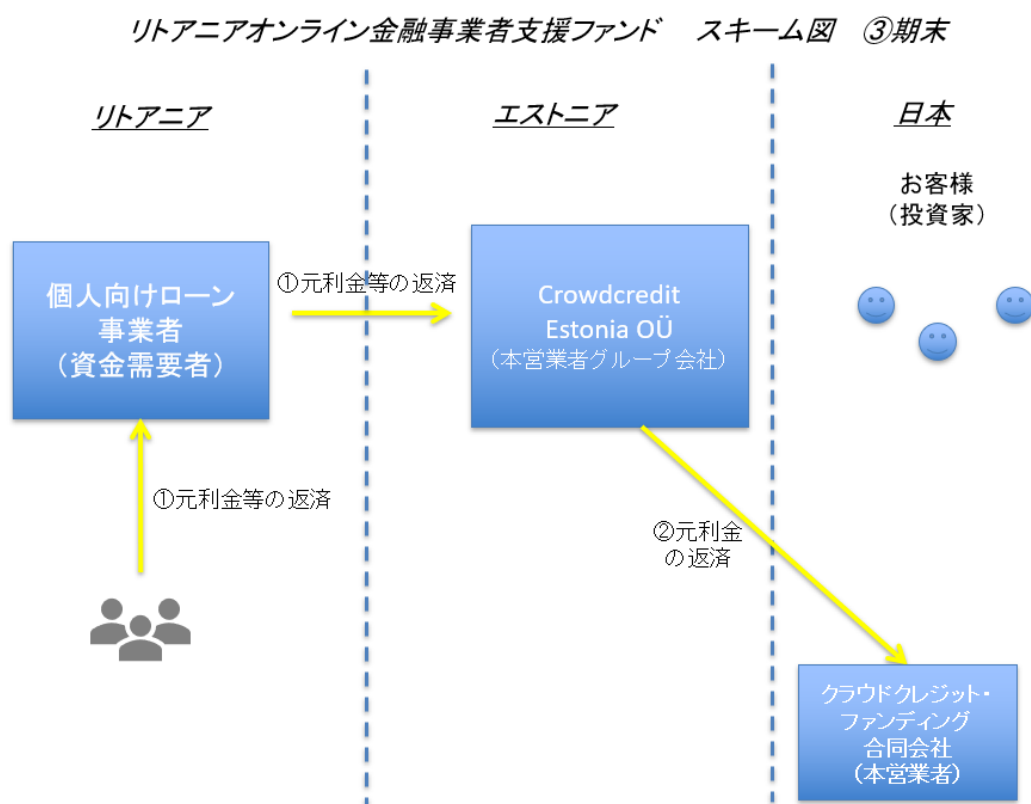 リトアニアオンライン金融事業者支援ファンド　スキーム図　③期末
リトアニア
エストニア
日本
お客様
（投資家）
個人向けローン
事業者
（資金需要者）
①元利金等の返済
Crowdcredit
Estonia OÜ
（本営業者グループ会社）
①元利金等の返済
②元利金
の返済
クラウドクレジット・
ファンディング
合同会社
（本営業者）